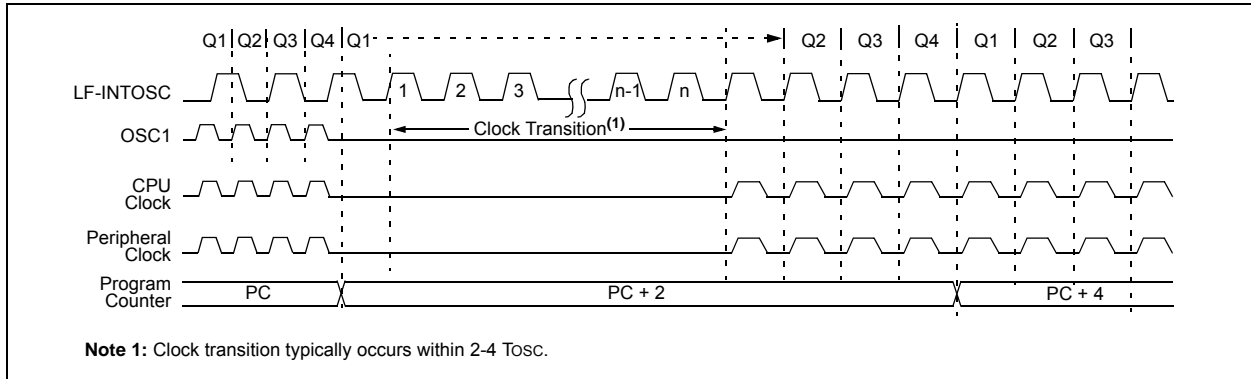 Q1 Q2 Q3 Q4 Q1 Q2 Q3 Q4 Q1 Q2 Q3
LF-INTOSC
1 2 3 n-1 n
OSC1
Clock Transition(1)
CPU
Clock
Peripheral
Clock
Program
Counter
PC PC + 2 PC + 4
Note 1: Clock transition typically occurs within 2-4 TOSC.